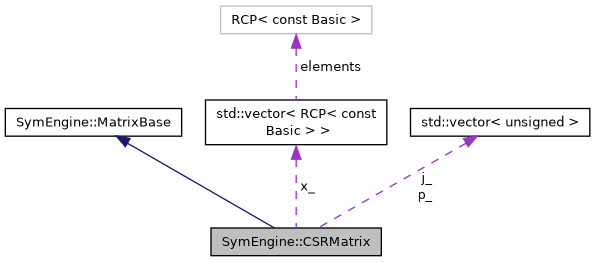 RCP< const Basic >
elements
SymEngine::MatrixBase
std::vector< RCP< const
Basic > >
std::vector< unsigned >
x_
j_
p_
SymEngine::CSRMatrix